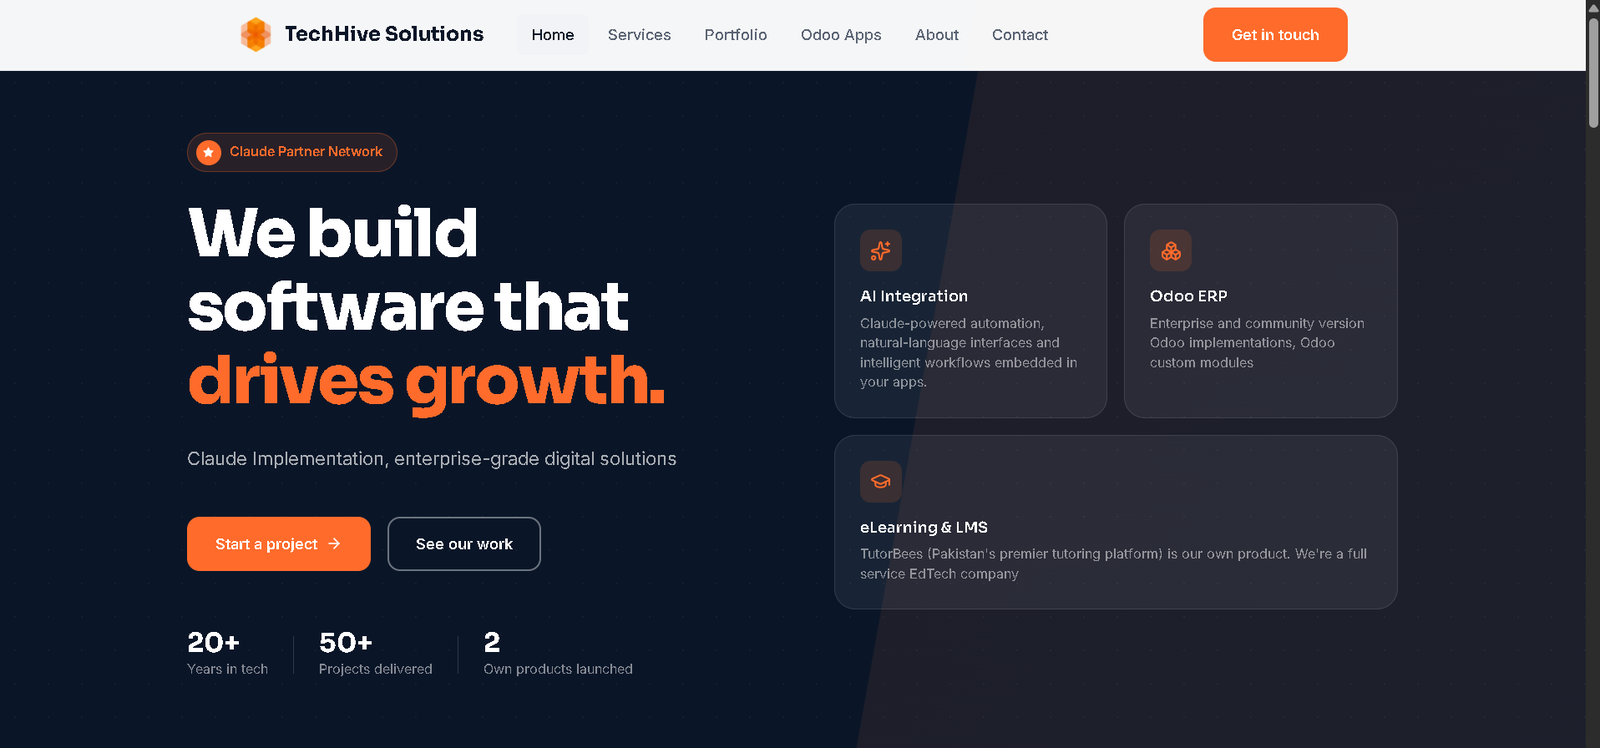 TechHive Solutions
Home
Services
Portfolio
Odoo Apps
About
Contact
Get in touch
Claude Partner Network
We build
software that
drives growth.
Claude Implementation, enterprise-grade digital solutions
Start a project →
See our work
20+
Years in tech
50+
Projects delivered
2
Own products launched
AI Integration
Claude-powered automation,
natural-language interfaces and
intelligent workflows embedded in
your apps.
Odoo ERP
Enterprise and community version
Odoo implementations, Odoo
custom modules
eLearning & LMS
TutorBees (Pakistan's premier tutoring platform) is our own product. We're a full
service EdTech company